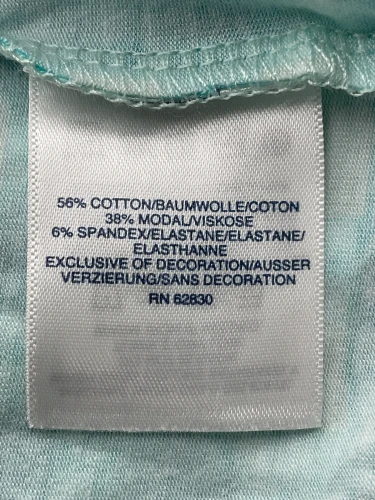 56% COTTON/BAUMWOLLE/COTON
38% MODAL/VISKOSE
6% SPANDEX/ELASTANE/ELASTANE/
ELASTHANNE
EXCLUSIVE OF DECORATION/AUSSER
VERZIERUNG/SANS DECORATION
RN 62830